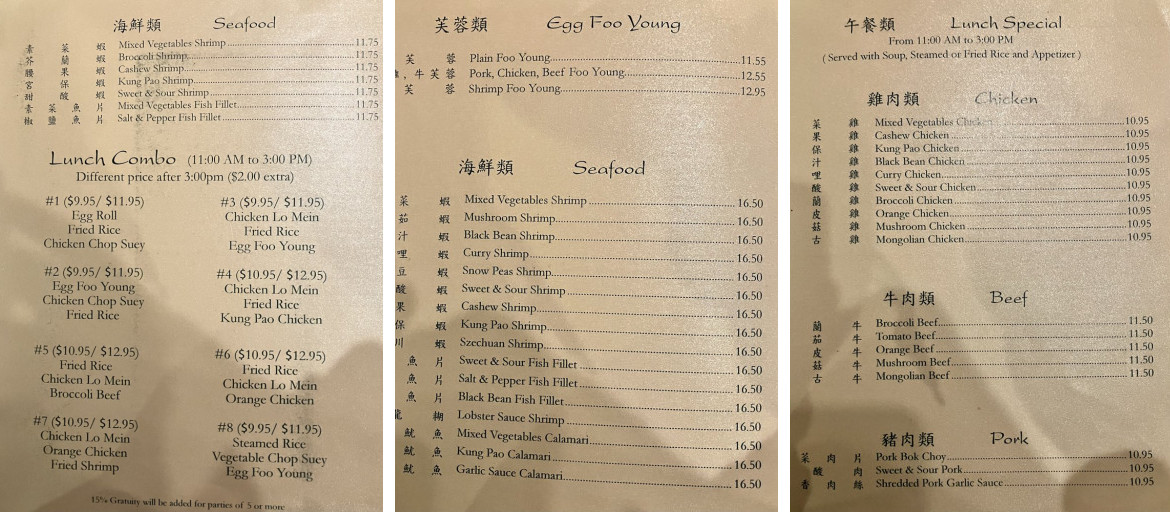 海鮮類 Seafood
素菜蝦 Mixed Vegetables Shrimp 11.75
芥蘭蝦 Broccoli Shrimp 11.75
腰果蝦 Cashew Shrimp 11.75
宮保蝦 Kung Pao Shrimp 11.75
甜酸蝦 Sweet & Sour Shrimp 11.75
素菜魚片 Mixed Vegetables Fish Fillet 11.75
椒鹽魚片 Salt & Pepper Fish Fillet 11.75
Lunch Combo (11:00 AM to 3:00 PM)
Different price after 3:00pm ($2.00 extra)
#1 ($9.95/ $11.95)
Egg Roll
Fried Rice
Chicken Chop Suey
#3 ($9.95/ $11.95)
Chicken Lo Mein
Fried Rice
Egg Foo Young
#2 ($9.95/ $11.95)
Egg Foo Young
Chicken Chop Suey
Fried Rice
#4 ($10.95/ $12.95)
Chicken Lo Mein
Fried Rice
Kung Pao Chicken
#5 ($10.95/ $12.95)
Fried Rice
Chicken Lo Mein
Broccoli Beef
#6 ($10.95/ $12.95)
Fried Rice
Chicken Lo Mein
Orange Chicken
#7 ($10.95/ $12.95)
Chicken Lo Mein
Orange Chicken
Fried Shrimp
#8 ($9.95/ $11.95)
Steamed Rice
Vegetable Chop Suey
Egg Foo Young
15% Gratuity will be added for parties of 5 or more
芙蓉類 Egg Foo Young
芙蓉 Plain Foo Young 11.55
牛芙蓉 Pork, Chicken, Beef Foo Young 12.55
芙蓉 Shrimp Foo Young 12.95
海鮮類 Seafood
菜蝦 Mixed Vegetables Shrimp 16.50
茹蝦 Mushroom Shrimp 16.50
汁蝦 Black Bean Shrimp 16.50
哩蝦 Curry Shrimp 16.50
豆蝦 Snow Peas Shrimp 16.50
酸蝦 Sweet & Sour Shrimp 16.50
果蝦 Cashew Shrimp 16.50
保蝦 Kung Pao Shrimp 16.50
川蝦 Szechuan Shrimp 16.50
魚片 Sweet & Sour Fish Fillet 16.50
魚片 Salt & Pepper Fish Fillet 16.50
魚片 Black Bean Fish Fillet 16.50
龍糊 Lobster Sauce Shrimp 16.50
魷魚 Mixed Vegetables Calamari 16.50
魷魚 Kung Pao Calamari 16.50
魷魚 Garlic Sauce Calamari 16.50
午餐類 Lunch Special
From 11:00 AM to 3:00 PM
( Served with Soup, Steamed or Fried Rice and Appetizer )
雞肉類 Chicken
菜雞 Mixed Vegetables Chicken 10.95
果雞 Cashew Chicken 10.95
保雞 Kung Pao Chicken 10.95
汁雞 Black Bean Chicken 10.95
哩雞 Curry Chicken 10.95
酸雞 Sweet & Sour Chicken 10.95
蘭雞 Broccoli Chicken 10.95
皮雞 Orange Chicken 10.95
菇雞 Mushroom Chicken 10.95
古雞 Mongolian Chicken 10.95
牛肉類 Beef
蘭牛 Broccoli Beef 11.50
茄牛 Tomato Beef 11.50
皮牛 Orange Beef 11.50
菇牛 Mushroom Beef 11.50
古牛 Mongolian Beef 11.50
豬肉類 Pork
菜肉片 Pork Bok Choy 10.95
酸肉 Sweet & Sour Pork 10.95
香肉絲 Shredded Pork Garlic Sauce 10.95